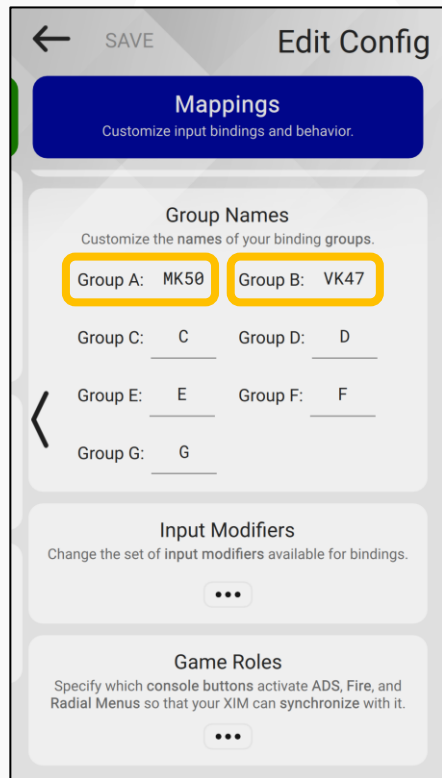 SAVE Edit Config
Mappings
Customize input bindings and behavior.
Group Names
Customize the names of your binding groups.
Group A: MK50 Group B: VK47
Group C: C Group D: D
Group E: E Group F: F
Group G: G
Input Modifiers
Change the set of input modifiers available for bindings.
Game Roles
Specify which console buttons activate ADS, Fire, and
Radial Menus so that your XIM can synchronize with it.